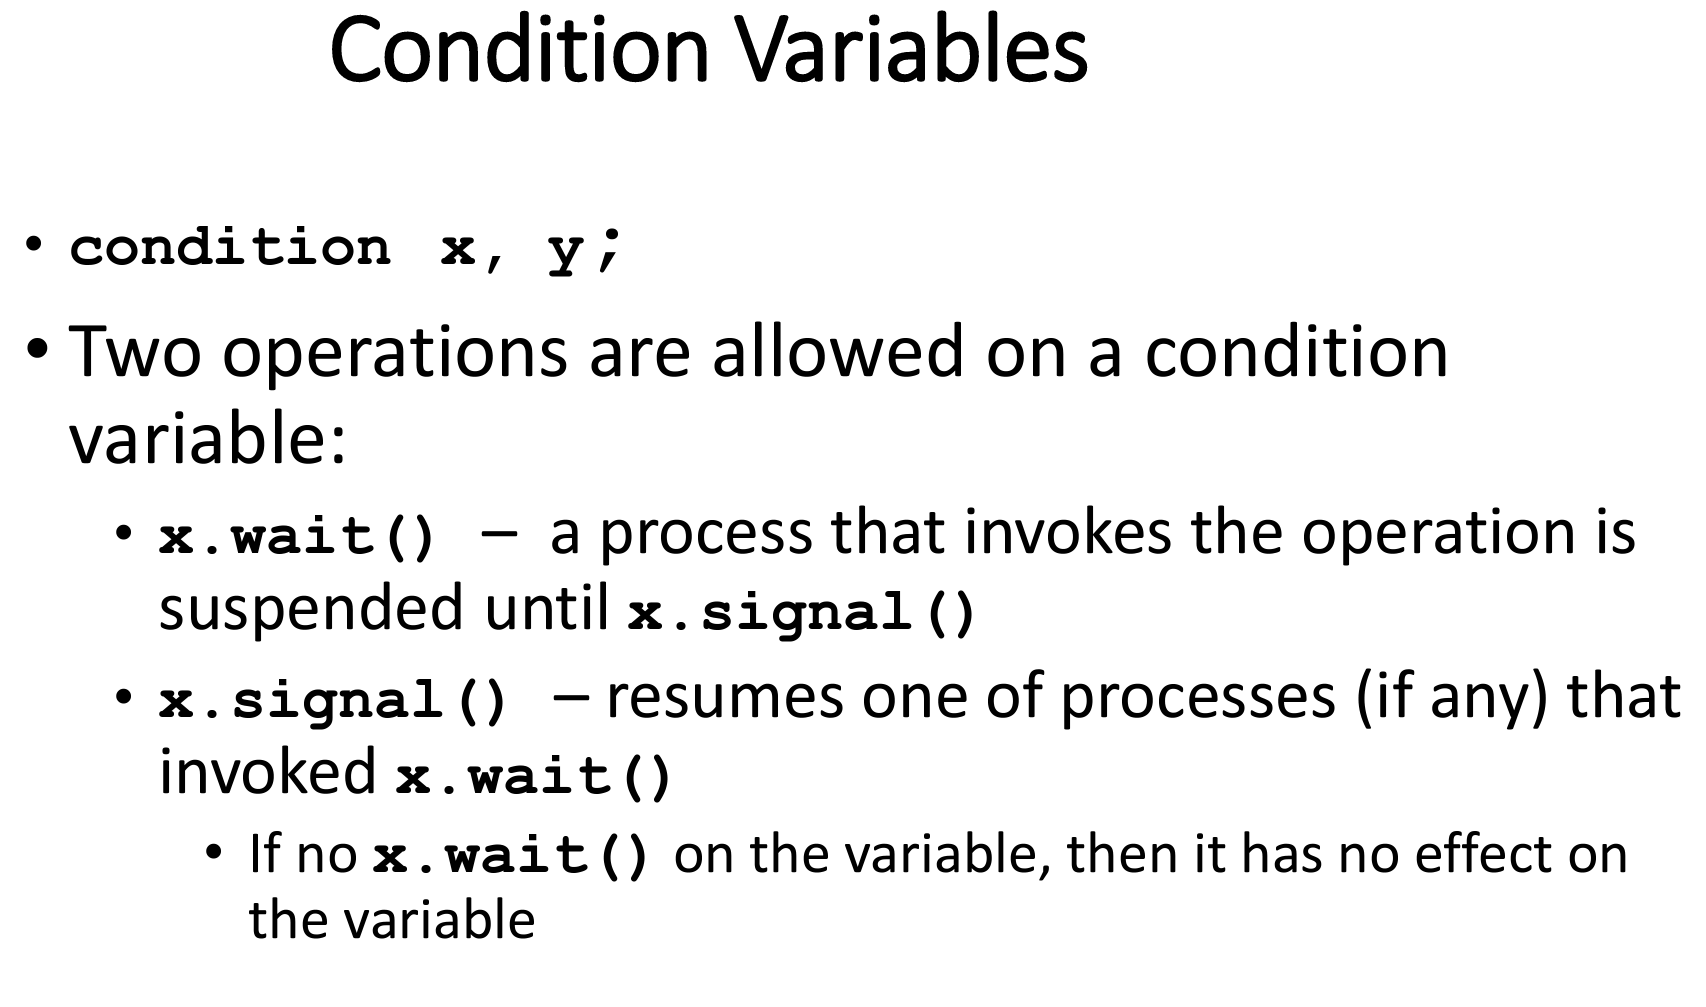 Condition Variables
• condition x, y;
• Two operations are allowed on a condition
variable:
• x.wait() – a process that invokes the operation is
suspended until x.signal()
• x.signal() – resumes one of processes (if any) that
invoked x.wait()
• If no x.wait() on the variable, then it has no effect on
the variable